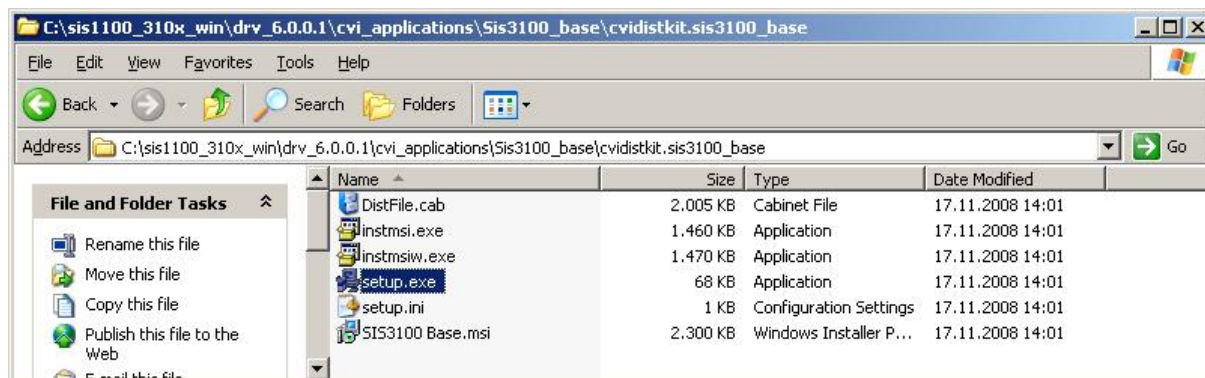 C:\sis1100_310x_win\drv_6.0.0.1\cvi_applications\Sis3100_base\cvidistkit.sis3100_base
File Edit View Favorites Tools Help
Back Search Folders
Address C:\sis1100_310x_win\drv_6.0.0.1\cvi_applications\Sis3100_base\cvidistkit.sis3100_base Go
Name Size Type Date Modified
File and Folder Tasks
DistFile.cab 2.005 KB Cabinet File 17.11.2008 14:01
instmsi.exe 1.460 KB Application 17.11.2008 14:01
Rename this file
instmsiw.exe 1.470 KB Application 17.11.2008 14:01
Move this file
setup.exe 68 KB Application 17.11.2008 14:01
Copy this file
setup.ini 1 KB Configuration Settings 17.11.2008 14:01
Publish this file to the
Web
SIS3100 Base.msi 2.300 KB Windows Installer P... 17.11.2008 14:01
E-mail this file